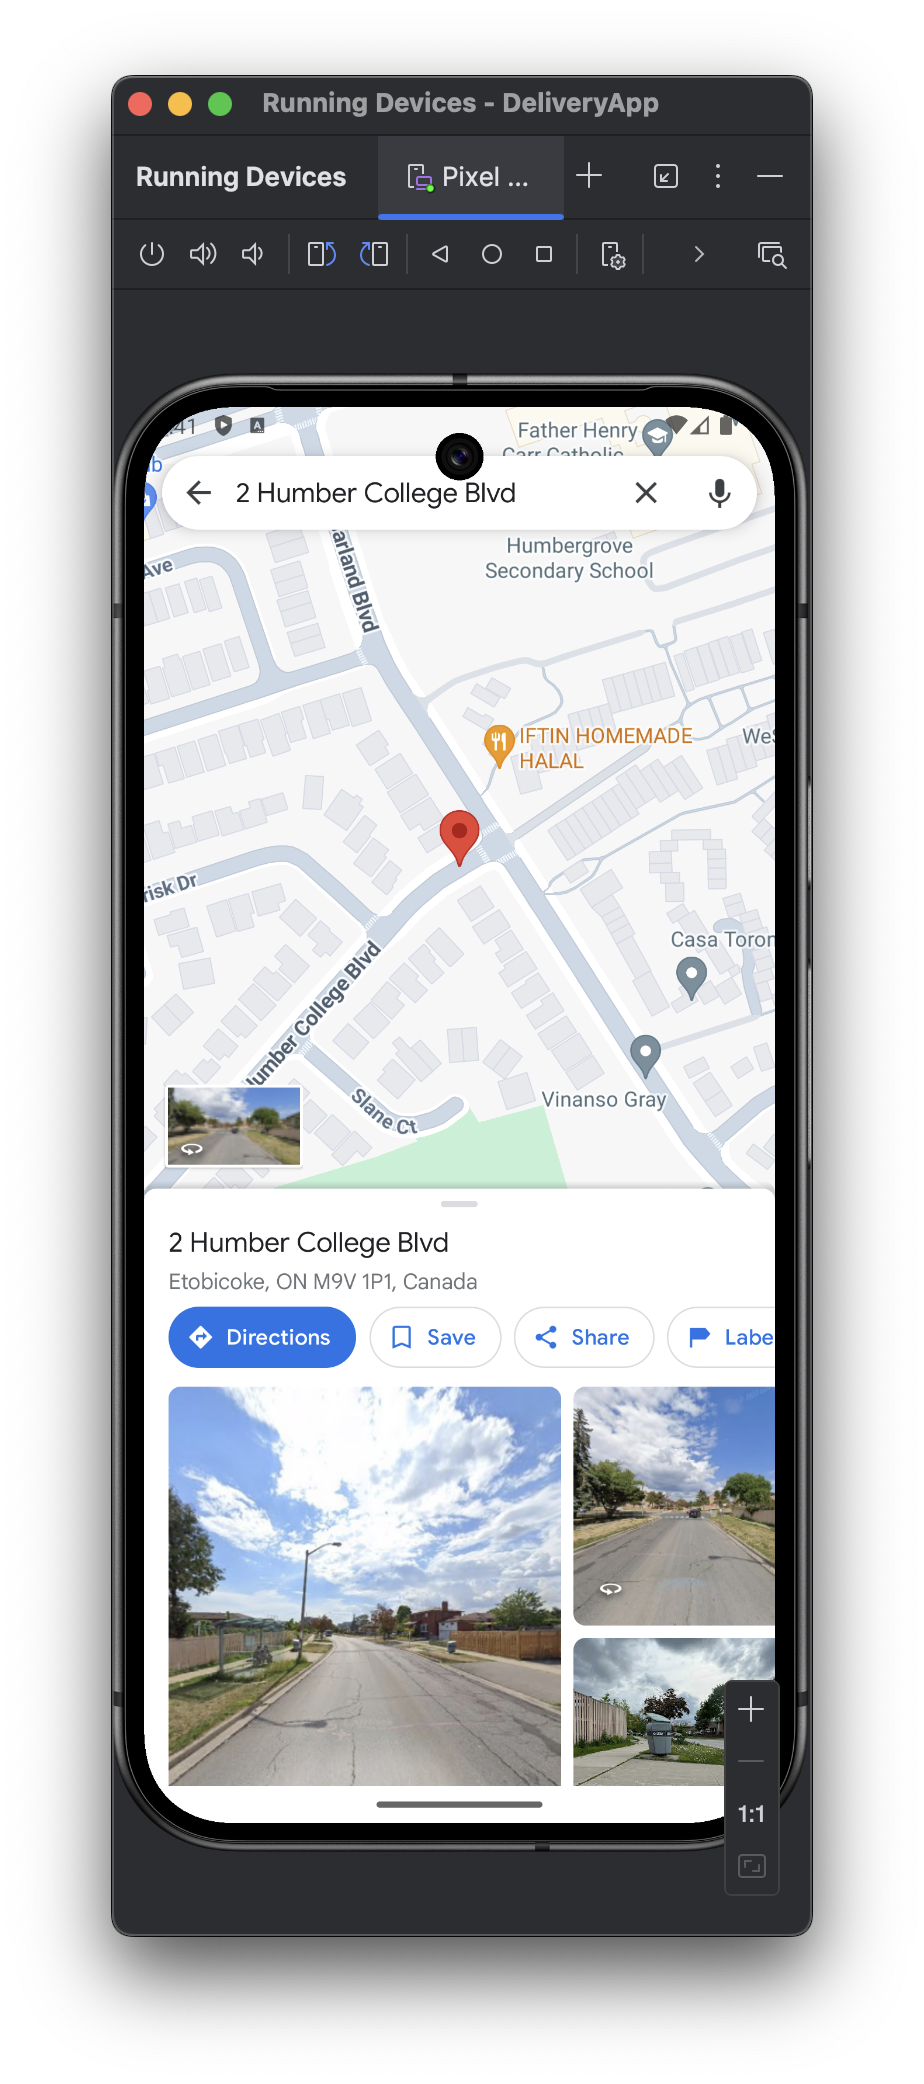 Running Devices - DeliveryApp
Running Devices
Pixel ...
:41
A
Father Henry
Carr Catholic
2 Humber College Blvd
Humbergrove
Secondary School
Ave
arland Blvd
IFTIN HOMEMADE
HALAL
WeS
risk Dr
Casa Toron
umber College Blvd
Slane Ct
Vinanso Gray
2 Humber College Blvd
Etobicoke, ON M9V 1P1, Canada
Directions
Save
Share
Labe
1:1